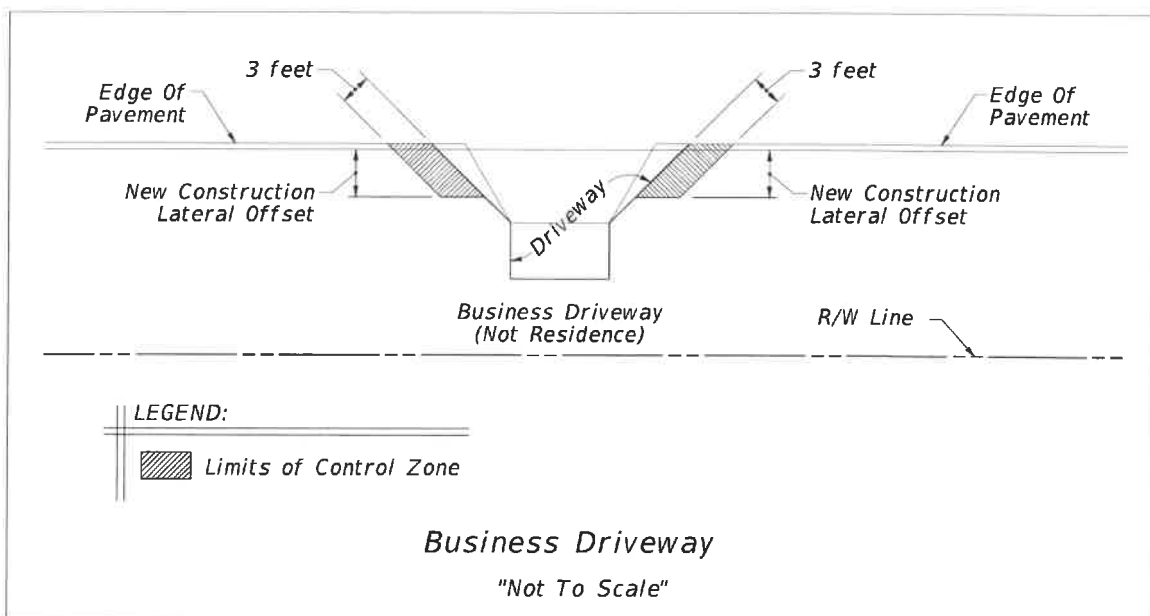 3 feet
3 feet
Edge Of
Pavement
Edge Of
Pavement
New Construction
Lateral Offset
New Construction
Lateral Offset
Driveway
Business Driveway
(Not Residence)
R/W Line
LEGEND:
Limits of Control Zone
Business Driveway
"Not To Scale"